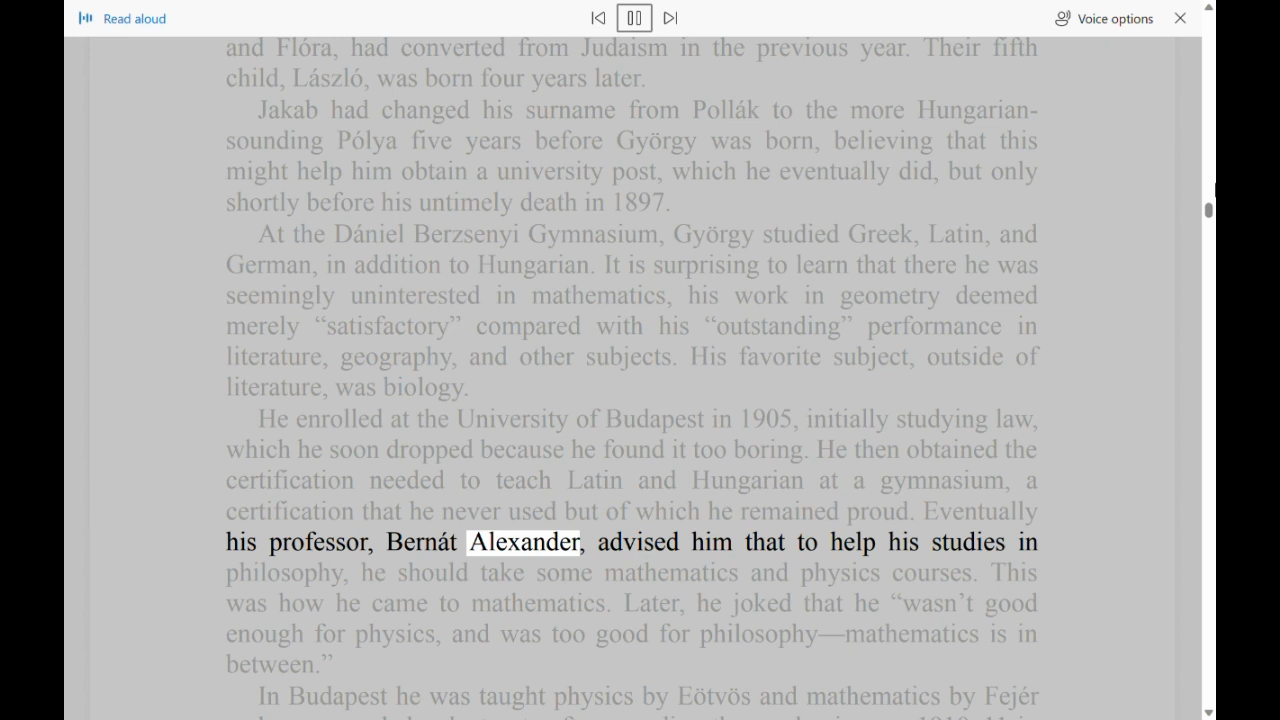 Read aloud
Voice options
and Flóra, had converted from Judaism in the previous year. Their fifth
child, László, was born four years later.
Jakab had changed his surname from Pollák to the more Hungarian-
sounding Pólya five years before György was born, believing that this
might help him obtain a university post, which he eventually did, but only
shortly before his untimely death in 1897.
At the Dániel Berzsenyi Gymnasium, György studied Greek, Latin, and
German, in addition to Hungarian. It is surprising to learn that there he was
seemingly uninterested in mathematics, his work in geometry deemed
merely “satisfactory” compared with his “outstanding” performance in
literature, geography, and other subjects. His favorite subject, outside of
literature, was biology.
He enrolled at the University of Budapest in 1905, initially studying law,
which he soon dropped because he found it too boring. He then obtained the
certification needed to teach Latin and Hungarian at a gymnasium, a
certification that he never used but of which he remained proud. Eventually
his professor, Bernát Alexander, advised him that to help his studies in
philosophy, he should take some mathematics and physics courses. This
was how he came to mathematics. Later, he joked that he “wasn’t good
enough for physics, and was too good for philosophy—mathematics is in
between.”
In Budapest he was taught physics by Eötvös and mathematics by Fejér